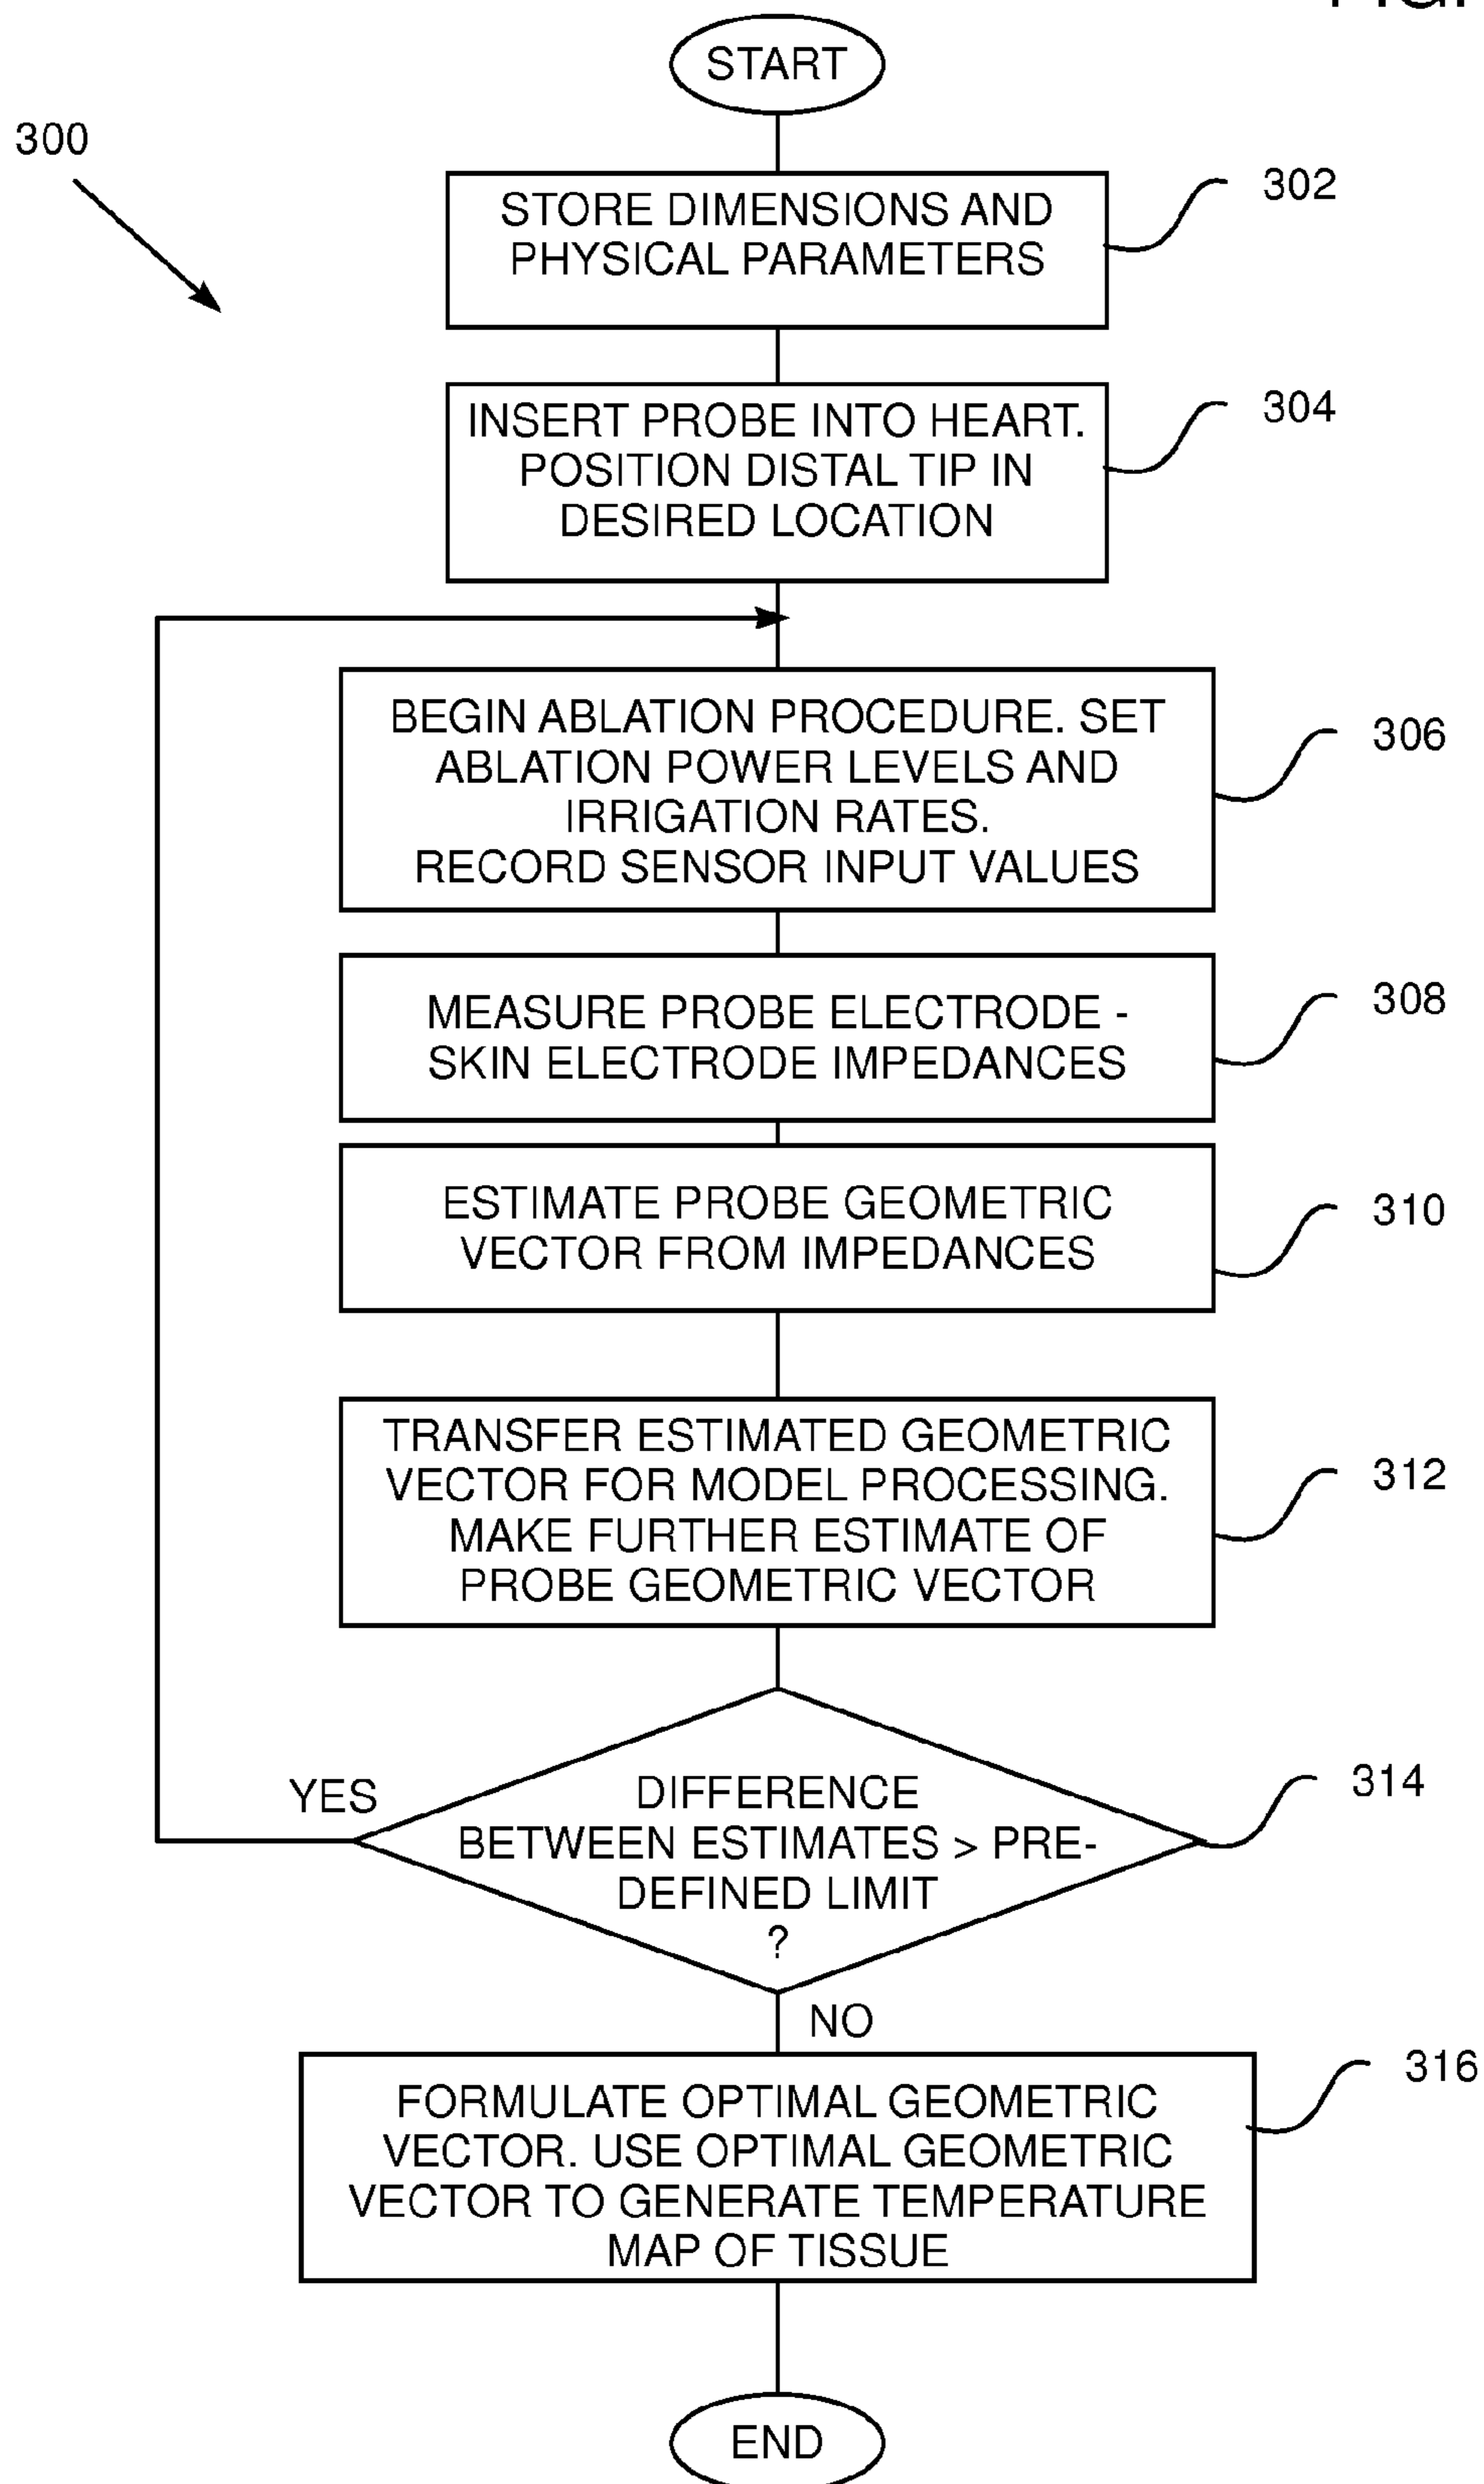 START
300
302
STORE DIMENSIONS AND
PHYSICAL PARAMETERS
304
INSERT PROBE INTO HEART.
POSITION DISTAL TIP IN
DESIRED LOCATION
306
BEGIN ABLATION PROCEDURE. SET
ABLATION POWER LEVELS AND
IRRIGATION RATES.
RECORD SENSOR INPUT VALUES
308
MEASURE PROBE ELECTRODE -
SKIN ELECTRODE IMPEDANCES
310
ESTIMATE PROBE GEOMETRIC
VECTOR FROM IMPEDANCES
312
TRANSFER ESTIMATED GEOMETRIC
VECTOR FOR MODEL PROCESSING.
MAKE FURTHER ESTIMATE OF
PROBE GEOMETRIC VECTOR
314
YES
DIFFERENCE
BETWEEN ESTIMATES > PRE-
DEFINED LIMIT
?
NO
316
FORMULATE OPTIMAL GEOMETRIC
VECTOR. USE OPTIMAL GEOMETRIC
VECTOR TO GENERATE TEMPERATURE
MAP OF TISSUE
END